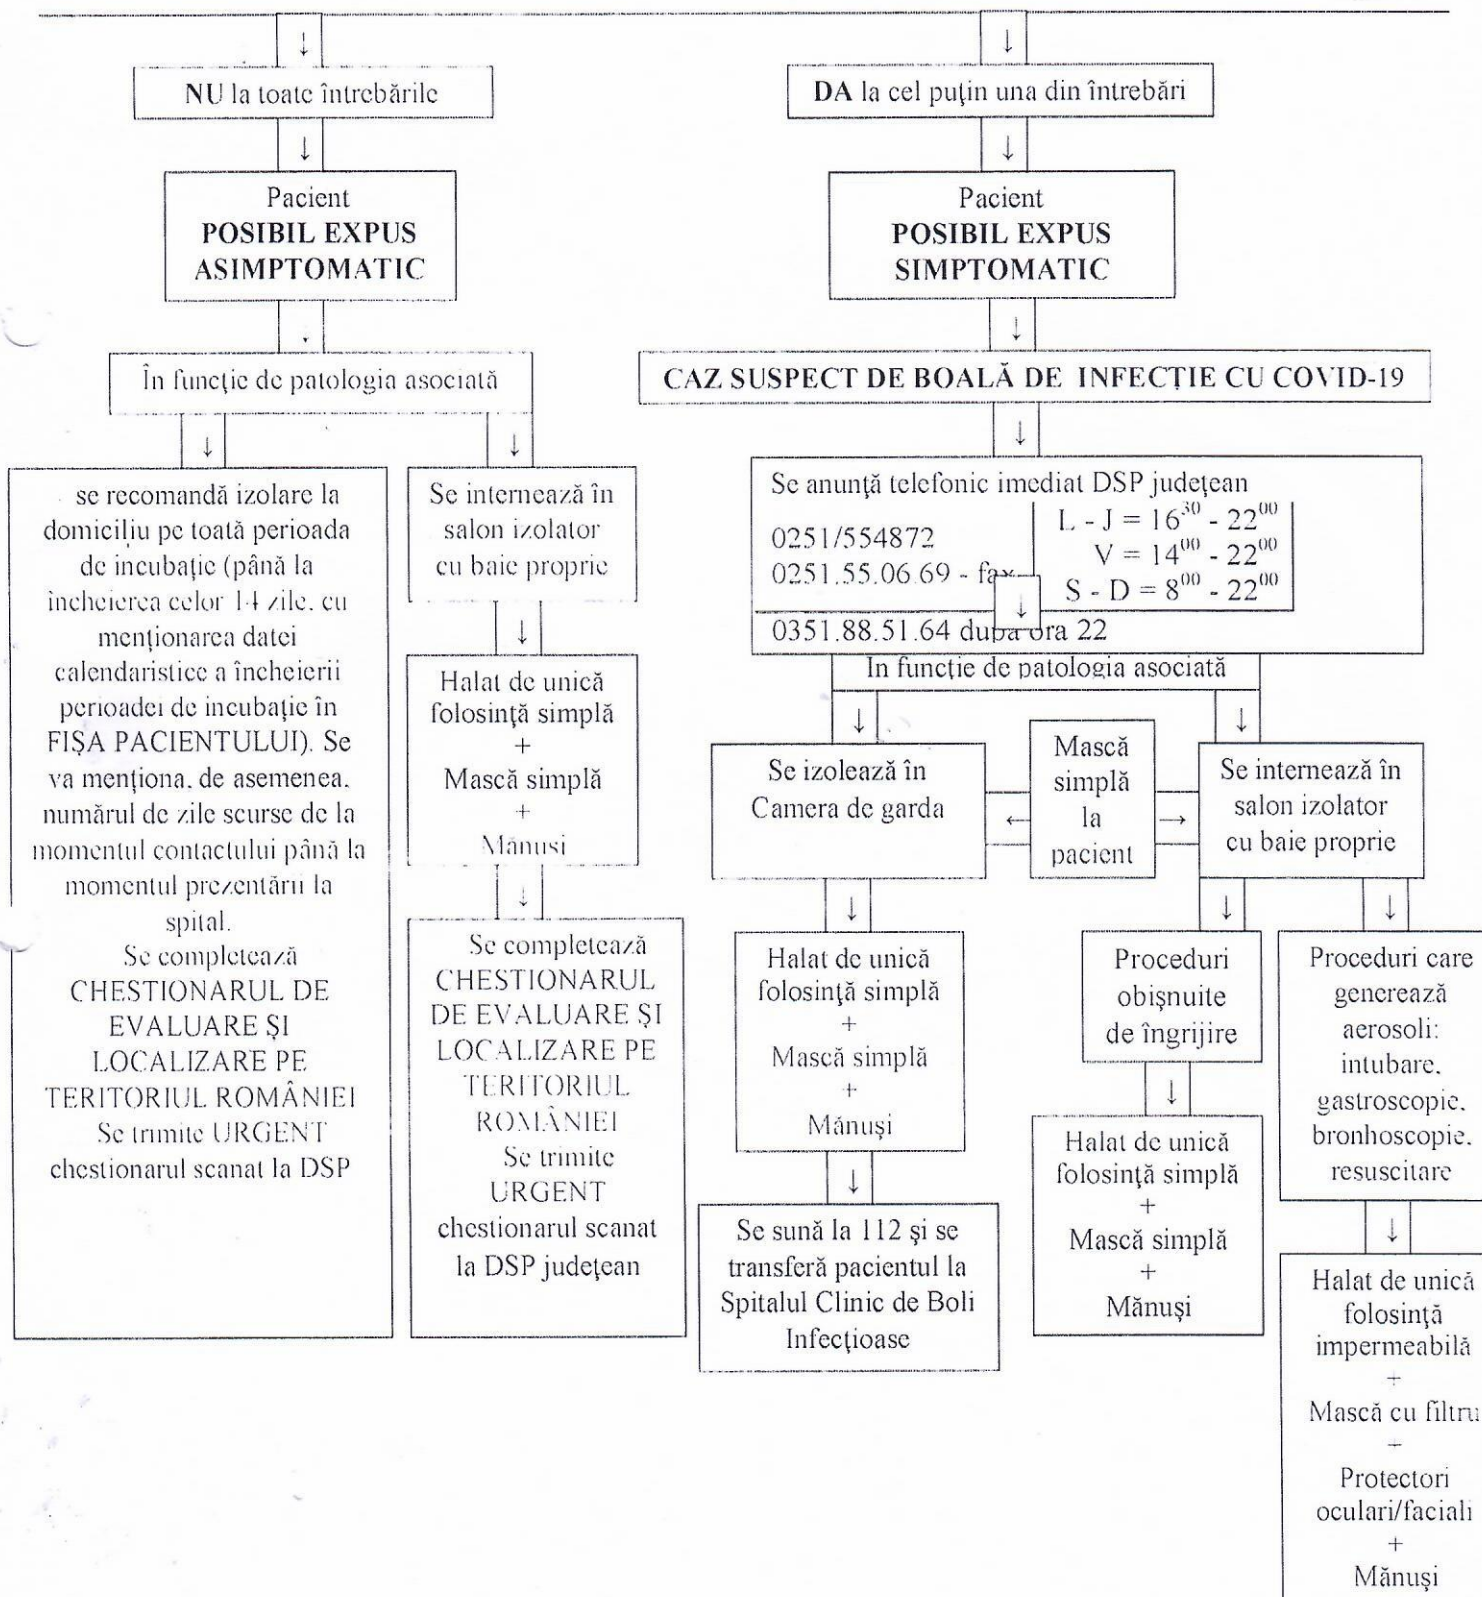 ↓
NU la toate întrebările
↓
Pacient
POSIBIL EXPUS
ASIMPTOMATIC
În funcție de patologia asociată
↓
se recomandă izolare la
domiciliu pe toată perioada
de incubație (până la
încheierea celor 14 zile, cu
menționarea datei
calendaristice a încheierii
perioadei de incubație în
FIȘA PACIENTULUI). Se
va menționa, de asemenea,
numărul de zile scurse de la
momentul contactului până la
momentul prezentării la
spital.
Se completează
CHESTIONARUL DE
EVALUARE ȘI
LOCALIZARE PE
TERITORIUL ROMÂNIEI
Se trimite URGENT
chestionarul scanat la DSP
↓
Se internează în
salon izolator
cu baie proprie
↓
Halat de unică
folosință simplă
+
Mască simplă
+
Mănusi
↓
Se completează
CHESTIONARUL
DE EVALUARE ȘI
LOCALIZARE PE
TERITORIUL
ROMÂNIEI
Se trimite
URGENT
chestionarul scanat
la DSP județean
↓
DA la cel puțin una din întrebări
↓
Pacient
POSIBIL EXPUS
SIMPTOMATIC
↓
CAZ SUSPECT DE BOALĂ DE INFECȚIE CU COVID-19
↓
Se anunță telefonic imediat DSP județean
0251/554872
0251.55.06.69 - fax
L - J = 16³⁰ - 22⁰⁰
V = 14⁰⁰ - 22⁰⁰
S - D = 8⁰⁰ - 22⁰⁰
↓
0351.88.51.64 dupa ora 22
In funcție de patologia asociată
↓
Se izolează în
Camera de garda
←
Mască
simplă
la
pacient
→
↓
Se internează în
salon izolator
cu baie proprie
↓
Halat de unică
folosință simplă
+
Mască simplă
+
Mănuși
↓
Se sună la 112 și se
transferă pacientul la
Spitalul Clinic de Boli
Infecțioase
↓
Proceduri
obișnuite
de îngrijire
↓
Halat de unică
folosință simplă
+
Mască simplă
+
Mănuși
↓
Proceduri care
generează
aerosoli:
intubare,
gastroscopie,
bronhoscopie,
resuscitare
↓
Halat de unică
folosință
impermeabilă
+
Mască cu filtru
+
Protectori
oculari/faciali
+
Mănuși